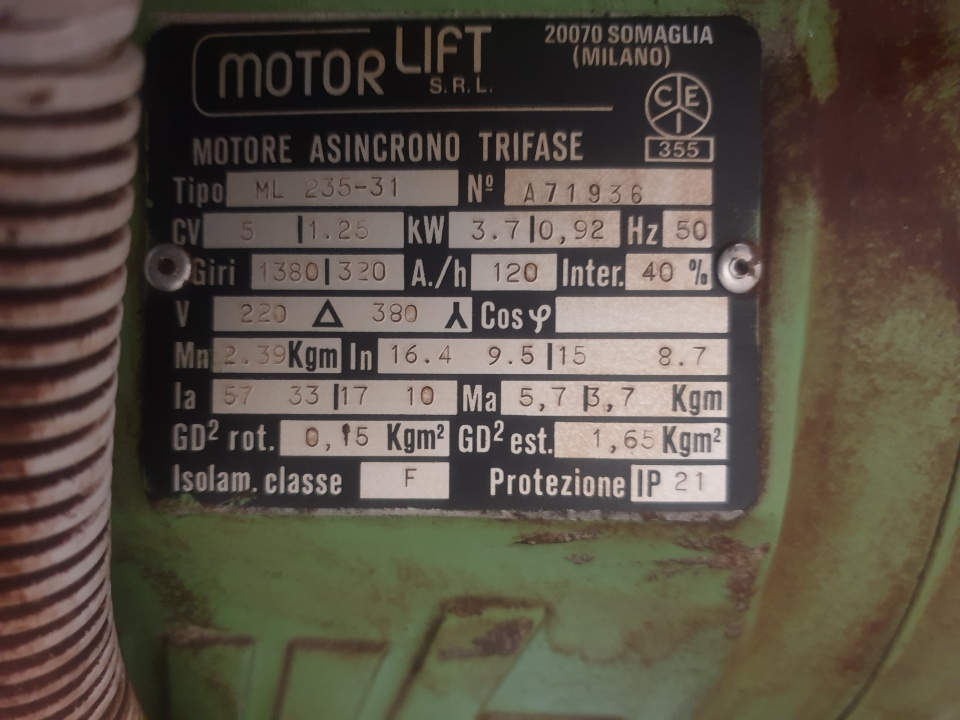 MOTOR LIFT S.R.L.
20070 SOMAGLIA
(MILANO)
CEI
355
MOTORE ASINCRONO TRIFASE
Tipo ML 235-31 Nº A71936
CV 5 | 1.25 kW 3.7 | 0,92 Hz 50
Giri 1380 | 320 A./h 120 Inter. 40 %
V 220 Δ 380 ⅄ Cos φ
Mn 2.39 Kgm In 16.4 9.5 | 15 8.7
Ia 57 33 | 17 10 Ma 5,7 | 3,7 Kgm
GD² rot. 0,15 Kgm² GD² est. 1,65 Kgm²
Isolam. classe F Protezione IP 21